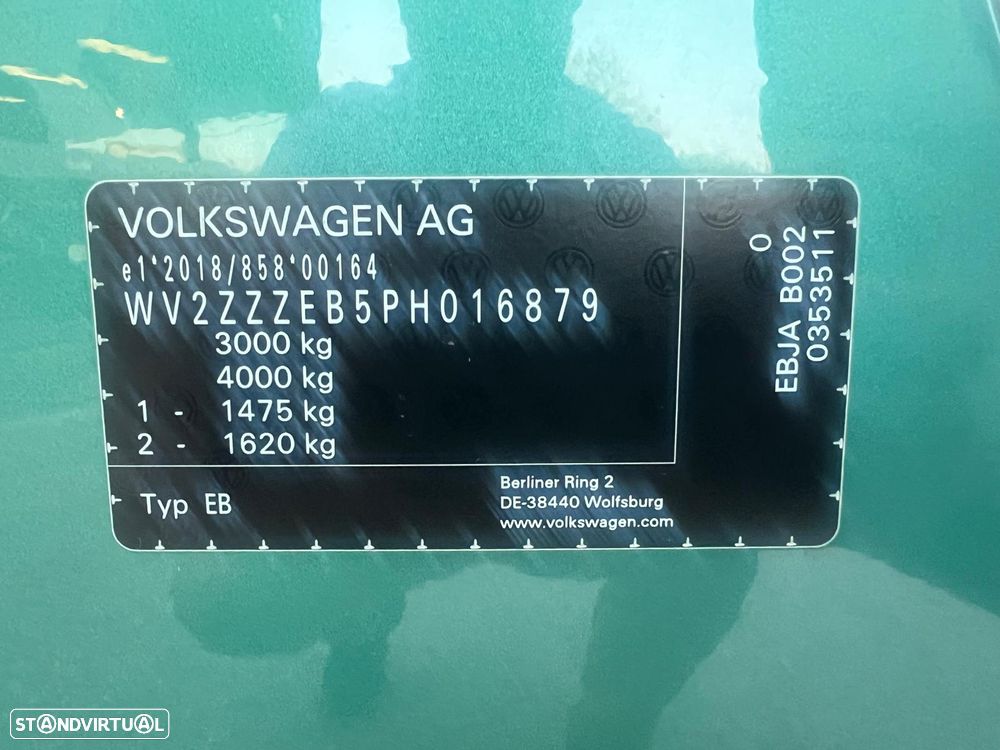 VOLKSWAGEN AG
e1*2018/858*00164
WV2ZZZEB5PH016879
3000 kg
4000 kg
1 - 1475 kg
2 - 1620 kg
Typ EB
Berliner Ring 2
DE-38440 Wolfsburg
www.volkswagen.com
0
EBJA B002
0353511
STANDVIRTUAL